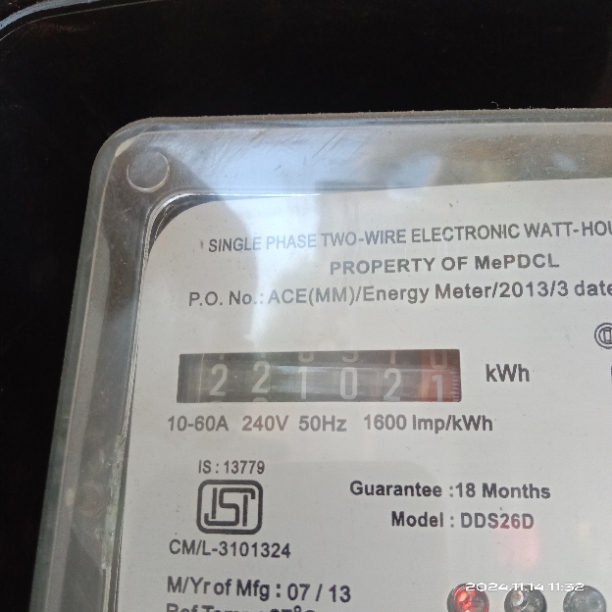 SINGLE PHASE TWO-WIRE ELECTRONIC WATT-HOU
PROPERTY OF MePDCL
P.O. No.: ACE(MM)/Energy Meter/2013/3 date
221021 kWh
10-60A 240V 50Hz 1600 Imp/kWh
IS : 13779
ISI
Guarantee :18 Months
Model : DDS26D
CM/L-3101324
M/Yr of Mfg : 07 / 13
2024.11.14 11:32